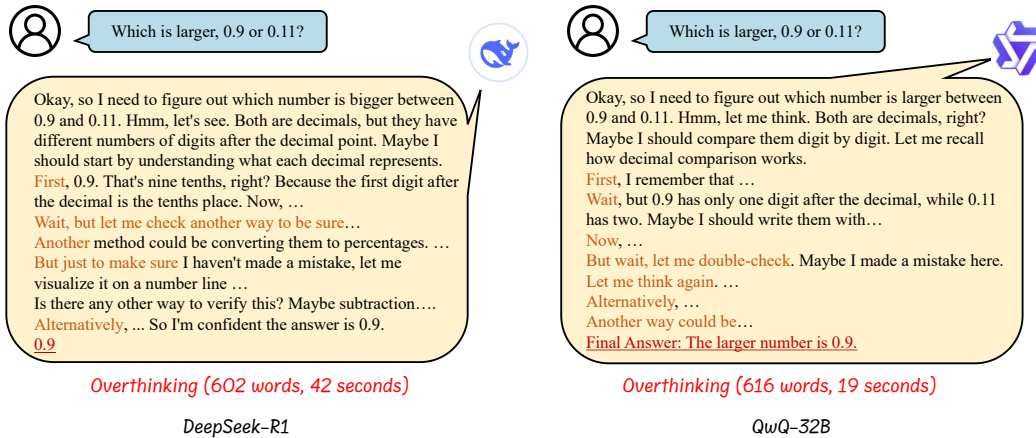 Which is larger, 0.9 or 0.11?
Okay, so I need to figure out which number is bigger between
0.9 and 0.11. Hmm, let's see. Both are decimals, but they have
different numbers of digits after the decimal point. Maybe I
should start by understanding what each decimal represents.
First, 0.9. That's nine tenths, right? Because the first digit after
the decimal is the tenths place. Now, …
Wait, but let me check another way to be sure…
Another method could be converting them to percentages. …
But just to make sure I haven't made a mistake, let me
visualize it on a number line …
Is there any other way to verify this? Maybe subtraction….
Alternatively, ... So I'm confident the answer is 0.9.
0.9
Overthinking (602 words, 42 seconds)
DeepSeek-R1
Which is larger, 0.9 or 0.11?
Okay, so I need to figure out which number is larger between
0.9 and 0.11. Hmm, let me think. Both are decimals, right?
Maybe I should compare them digit by digit. Let me recall
how decimal comparison works.
First, I remember that …
Wait, but 0.9 has only one digit after the decimal, while 0.11
has two. Maybe I should write them with…
Now, …
But wait, let me double-check. Maybe I made a mistake here.
Let me think again. …
Alternatively, …
Another way could be…
Final Answer: The larger number is 0.9.
Overthinking (616 words, 19 seconds)
QwQ-32B